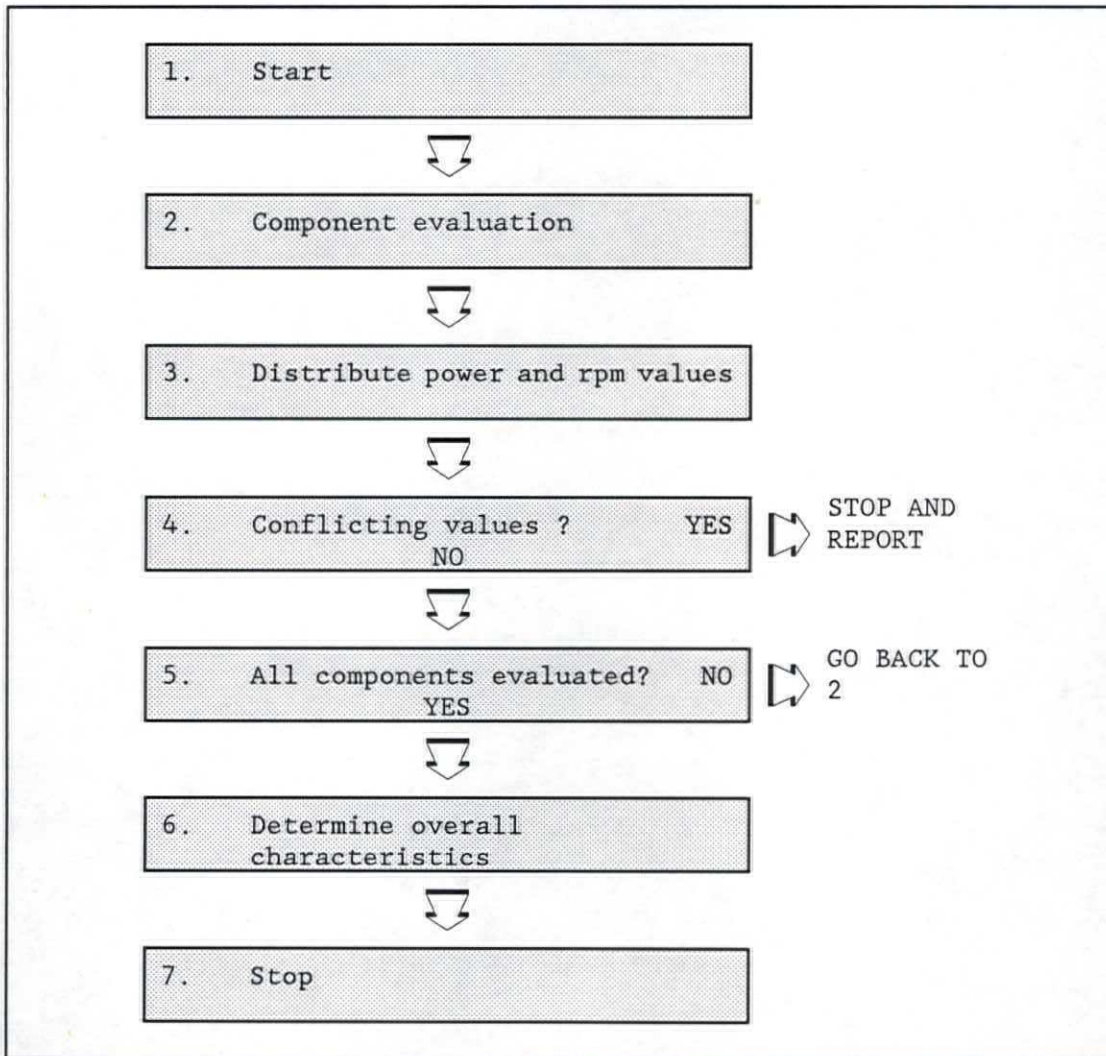 1. Start
2. Component evaluation
3. Distribute power and rpm values
4. Conflicting values ? YES
NO
STOP AND
REPORT
5. All components evaluated? NO
YES
GO BACK TO
2
6. Determine overall
characteristics
7. Stop